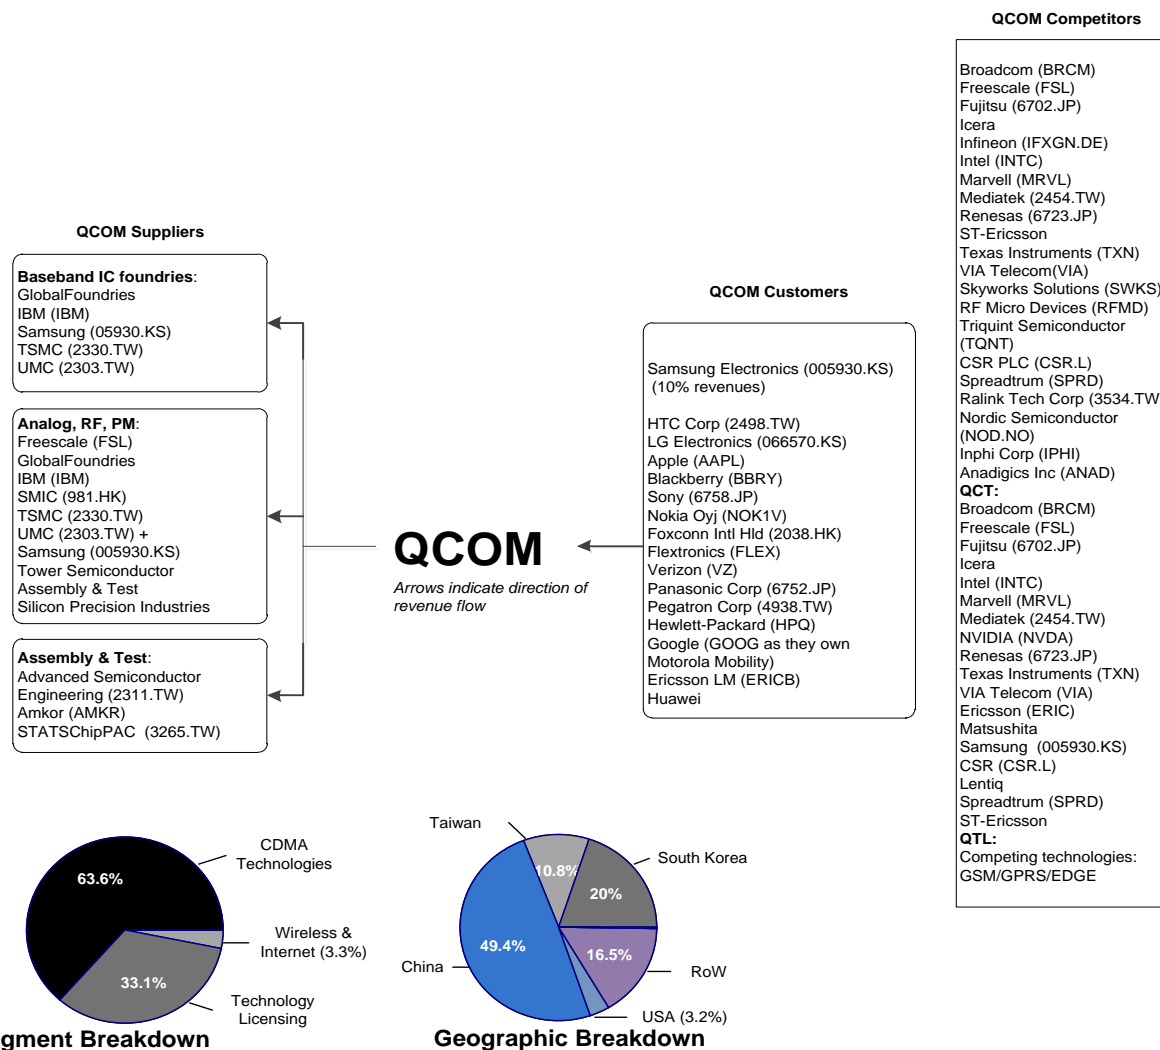 QCOM Competitors
Broadcom (BRCM)
Freescale (FSL)
Fujitsu (6702.JP)
Icera
Infineon (IFXGN.DE)
Intel (INTC)
Marvell (MRVL)
Mediatek (2454.TW)
Renesas (6723.JP)
ST-Ericsson
Texas Instruments (TXN)
VIA Telecom(VIA)
Skyworks Solutions (SWKS)
RF Micro Devices (RFMD)
Triquint Semiconductor
(TQNT)
CSR PLC (CSR.L)
Spreadtrum (SPRD)
Ralink Tech Corp (3534.TW
Nordic Semiconductor
(NOD.NO)
Inphi Corp (IPHI)
Anadigics Inc (ANAD)
QCT:
Broadcom (BRCM)
Freescale (FSL)
Fujitsu (6702.JP)
Icera
Intel (INTC)
Marvell (MRVL)
Mediatek (2454.TW)
NVIDIA (NVDA)
Renesas (6723.JP)
Texas Instruments (TXN)
VIA Telecom (VIA)
Ericsson (ERIC)
Matsushita
Samsung (005930.KS)
CSR (CSR.L)
Lentiq
Spreadtrum (SPRD)
ST-Ericsson
QTL:
Competing technologies:
GSM/GPRS/EDGE
QCOM Suppliers
Baseband IC foundries:
GlobalFoundries
IBM (IBM)
Samsung (05930.KS)
TSMC (2330.TW)
UMC (2303.TW)
Analog, RF, PM:
Freescale (FSL)
GlobalFoundries
IBM (IBM)
SMIC (981.HK)
TSMC (2330.TW)
UMC (2303.TW) +
Samsung (005930.KS)
Tower Semiconductor
Assembly & Test
Silicon Precision Industries
Assembly & Test:
Advanced Semiconductor
Engineering (2311.TW)
Amkor (AMKR)
STATSChipPAC (3265.TW)
QCOM
Arrows indicate direction of
revenue flow
QCOM Customers
Samsung Electronics (005930.KS)
(10% revenues)
HTC Corp (2498.TW)
LG Electronics (066570.KS)
Apple (AAPL)
Blackberry (BBRY)
Sony (6758.JP)
Nokia Oyj (NOK1V)
Foxconn Intl Hld (2038.HK)
Flextronics (FLEX)
Verizon (VZ)
Panasonic Corp (6752.JP)
Pegatron Corp (4938.TW)
Hewlett-Packard (HPQ)
Google (GOOG as they own
Motorola Mobility)
Ericsson LM (ERICB)
Huawei
CDMA
Technologies
63.6%
Wireless &
Internet (3.3%)
33.1%
Technology
Licensing
gment Breakdown
Taiwan
10.8%
South Korea
20%
49.4%
16.5%
China
RoW
USA (3.2%)
Geographic Breakdown